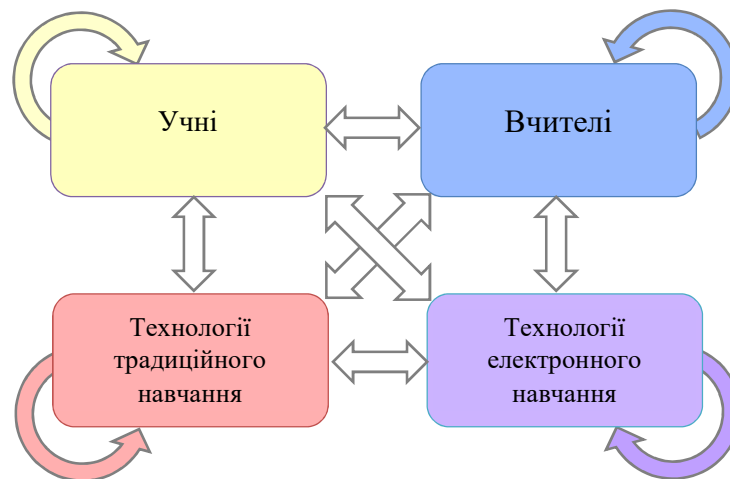 Учні
Вчителі
Технології
традиційного
навчання
Технології
електронного
навчання